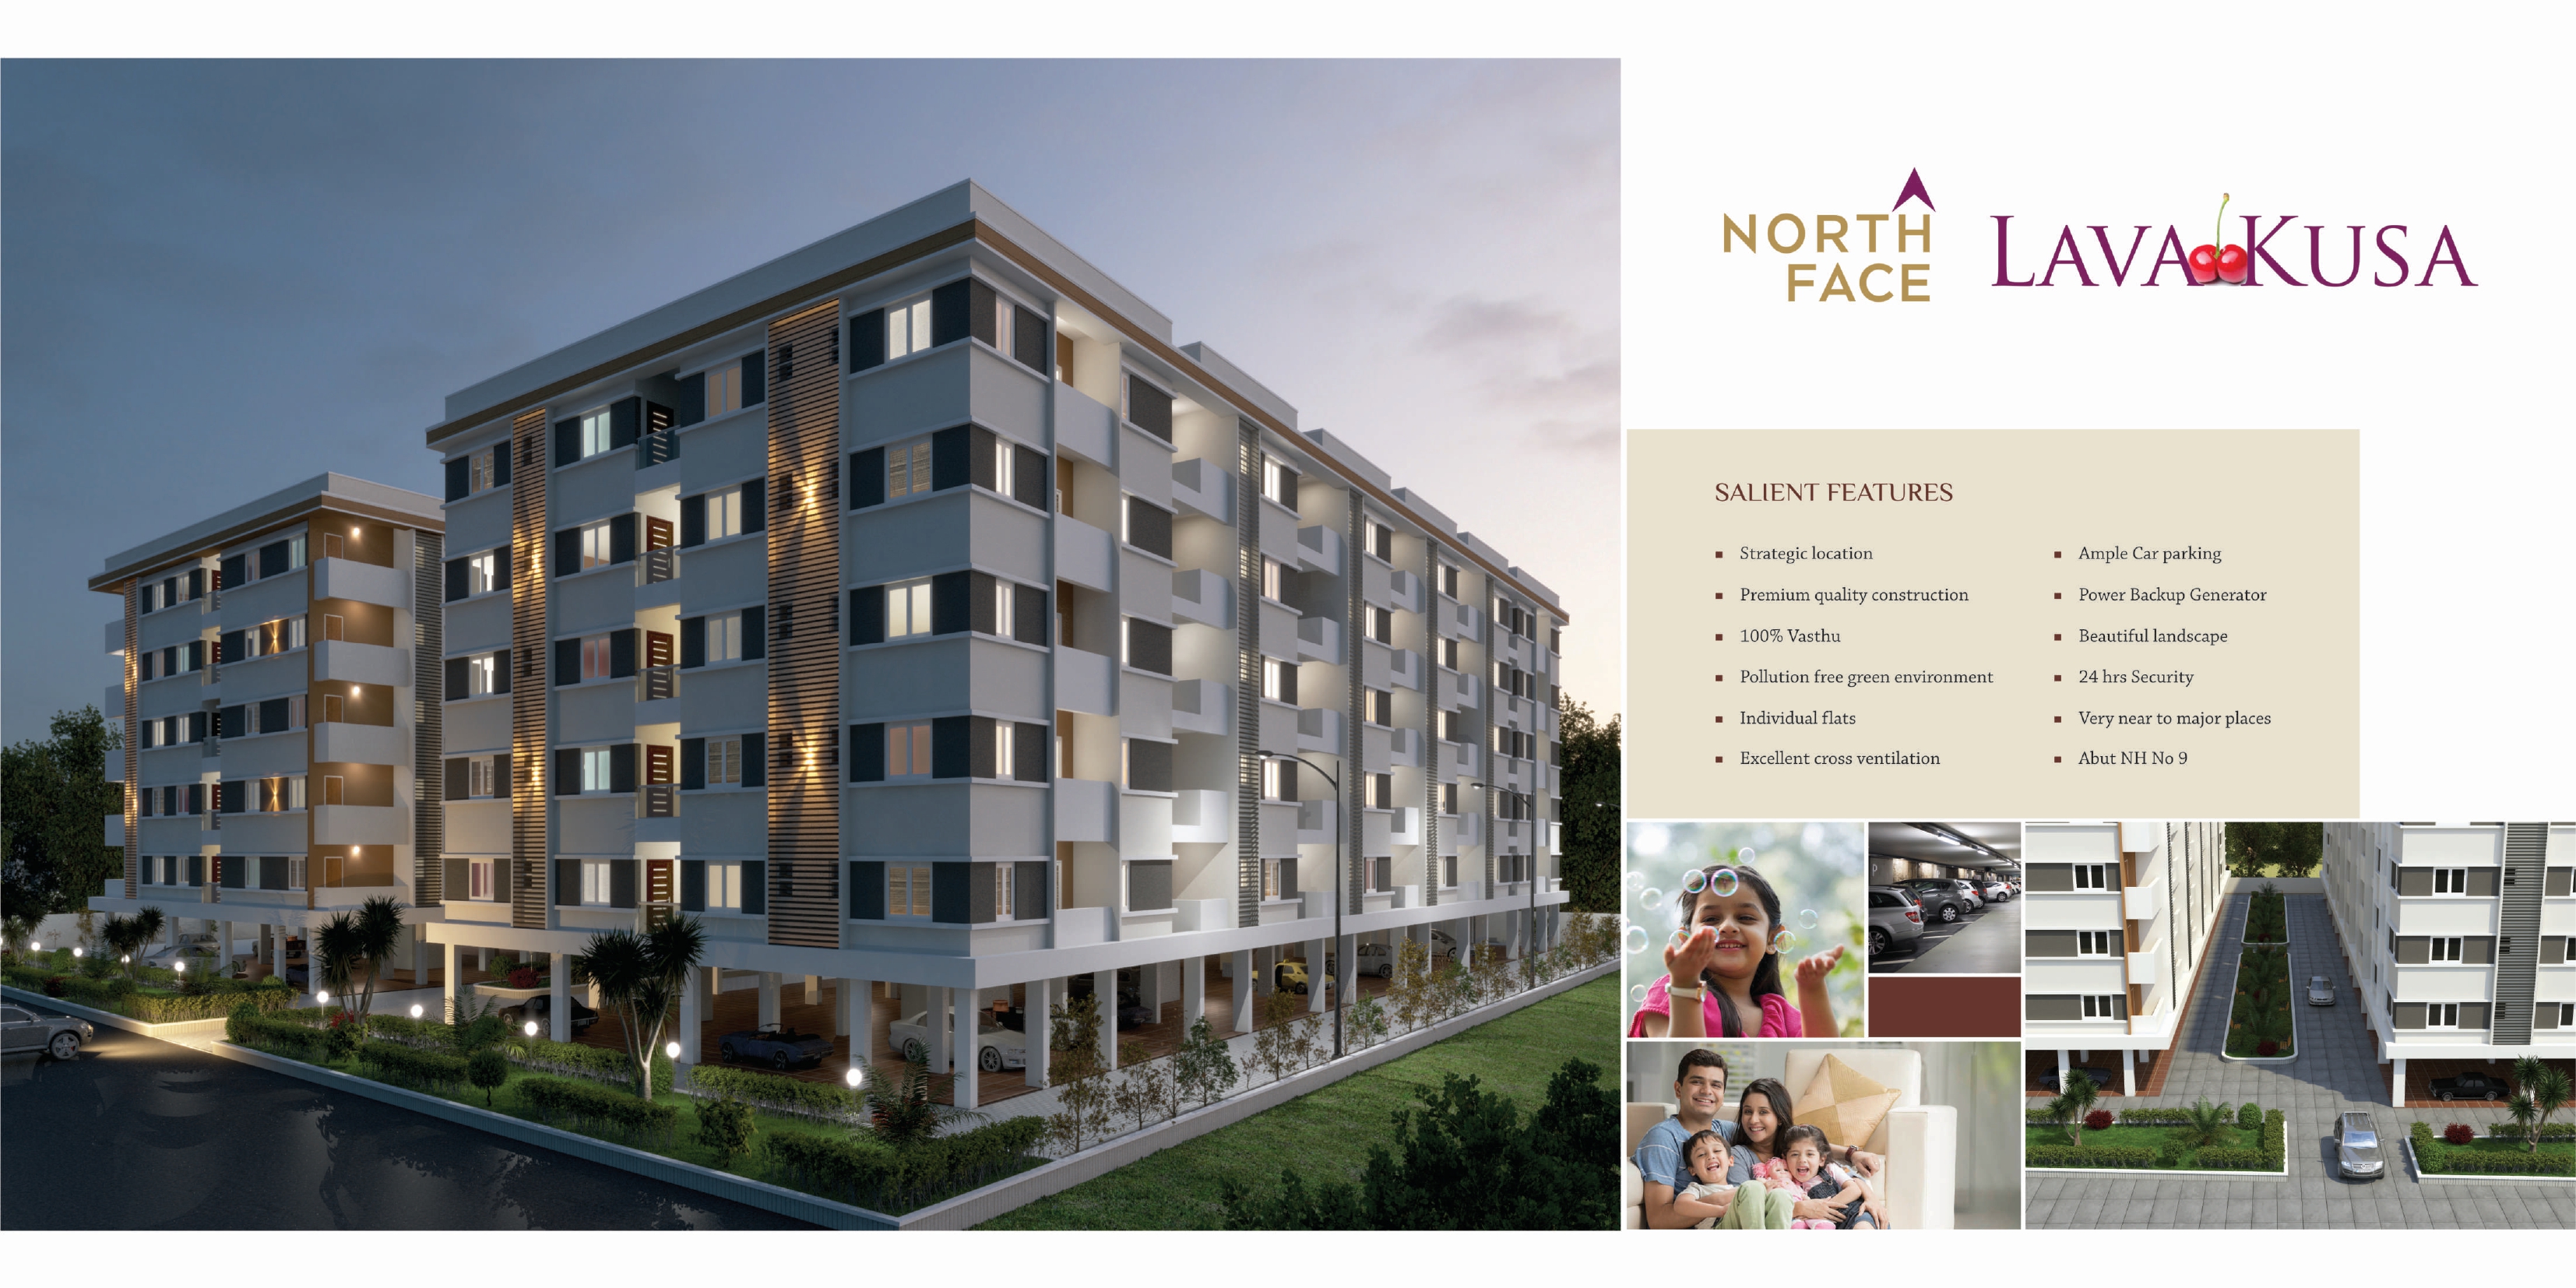 NORTH
FACE
LAVA KUSA
SALIENT FEATURES
Strategic location
Premium quality construction
100% Vasthu
Pollution free green environment
Individual flats
Excellent cross ventilation
Ample Car parking
Power Backup Generator
Beautiful landscape
24 hrs Security
Very near to major places
Abut NH No 9